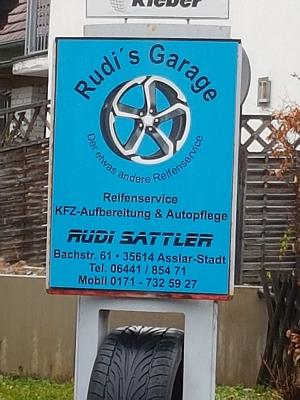 Kleber
Rudi´s Garage
Der etwas andere Reifenservice
Reifenservice
KFZ-Aufbereitung & Autopflege
RUDI SATTLER
Bachstr. 61 • 35614 Asslar-Stadt
Tel. 06441 / 854 71
Mobil 0171 - 732 59 27